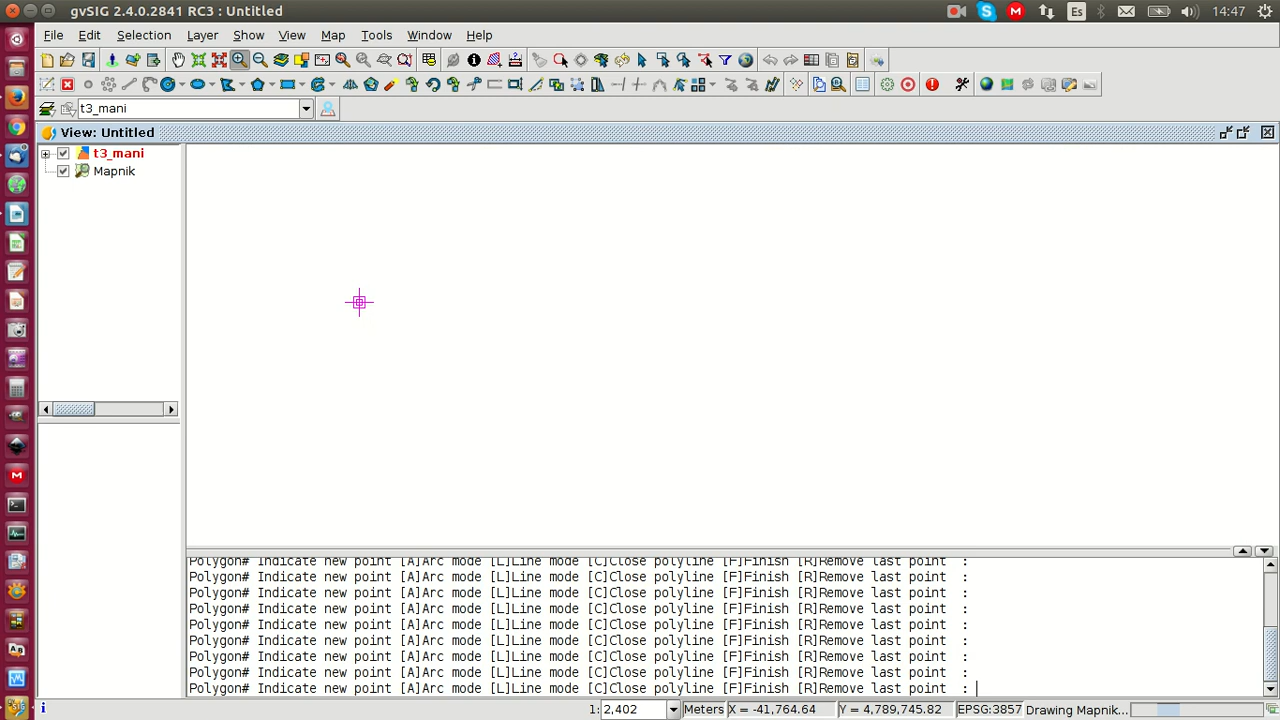 gvSIG 2.4.0.2841 RC3 : Untitled
Es
14:47
File Edit Selection Layer Show View Map Tools Window Help
t3_mani
View: Untitled
t3_mani
Mapnik
Polygon# Indicate new point [A]Arc mode [L]Line mode [C]Close polyline [F]Finish [R]Remove last point :
Polygon# Indicate new point [A]Arc mode [L]Line mode [C]Close polyline [F]Finish [R]Remove last point :
Polygon# Indicate new point [A]Arc mode [L]Line mode [C]Close polyline [F]Finish [R]Remove last point :
Polygon# Indicate new point [A]Arc mode [L]Line mode [C]Close polyline [F]Finish [R]Remove last point :
Polygon# Indicate new point [A]Arc mode [L]Line mode [C]Close polyline [F]Finish [R]Remove last point :
Polygon# Indicate new point [A]Arc mode [L]Line mode [C]Close polyline [F]Finish [R]Remove last point :
Polygon# Indicate new point [A]Arc mode [L]Line mode [C]Close polyline [F]Finish [R]Remove last point :
Polygon# Indicate new point [A]Arc mode [L]Line mode [C]Close polyline [F]Finish [R]Remove last point :
Polygon# Indicate new point [A]Arc mode [L]Line mode [C]Close polyline [F]Finish [R]Remove last point :
1: 2,402 Meters X = -41,764.64 Y = 4,789,745.82 EPSG:3857 Drawing Mapnik...